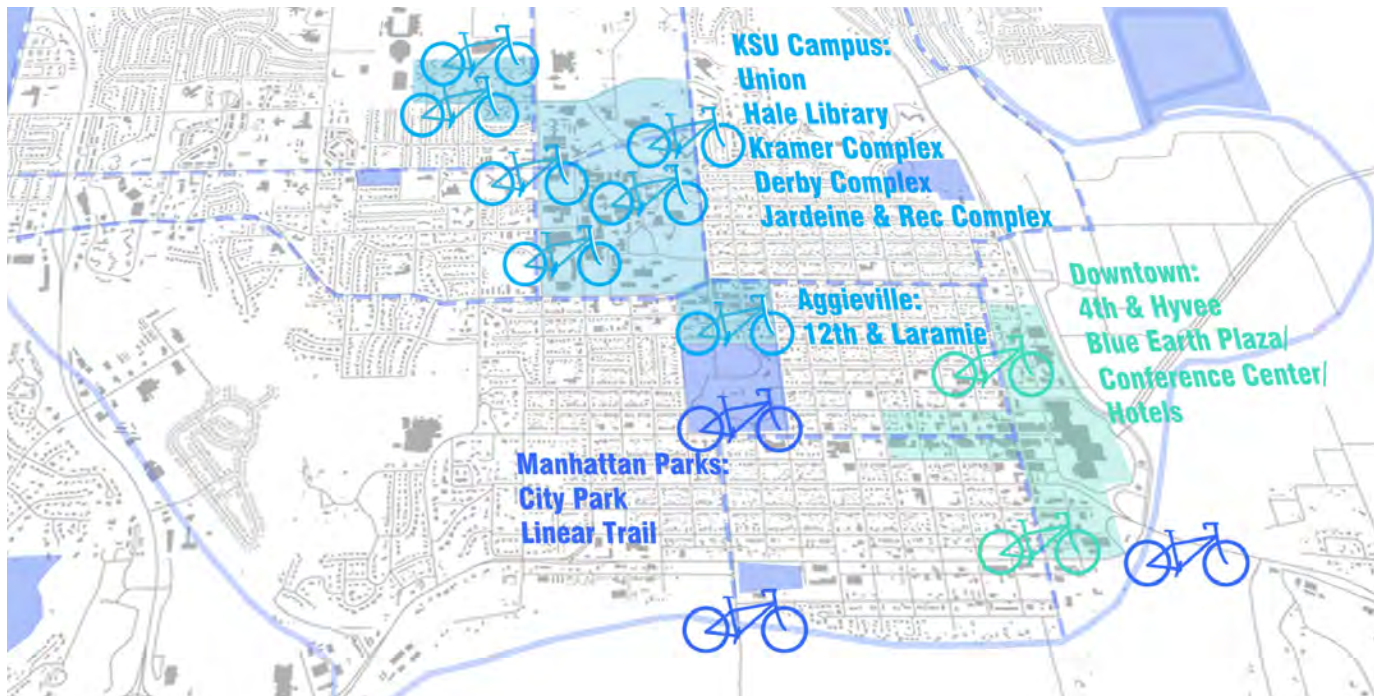 KSU Campus:
Union
Hale Library
Kramer Complex
Derby Complex
Jardeine & Rec Complex
Aggieville:
12th & Laramie
Downtown:
4th & Hyvee
Blue Earth Plaza/
Conference Center/
Hotels
Manhattan Parks:
City Park
Linear Trail